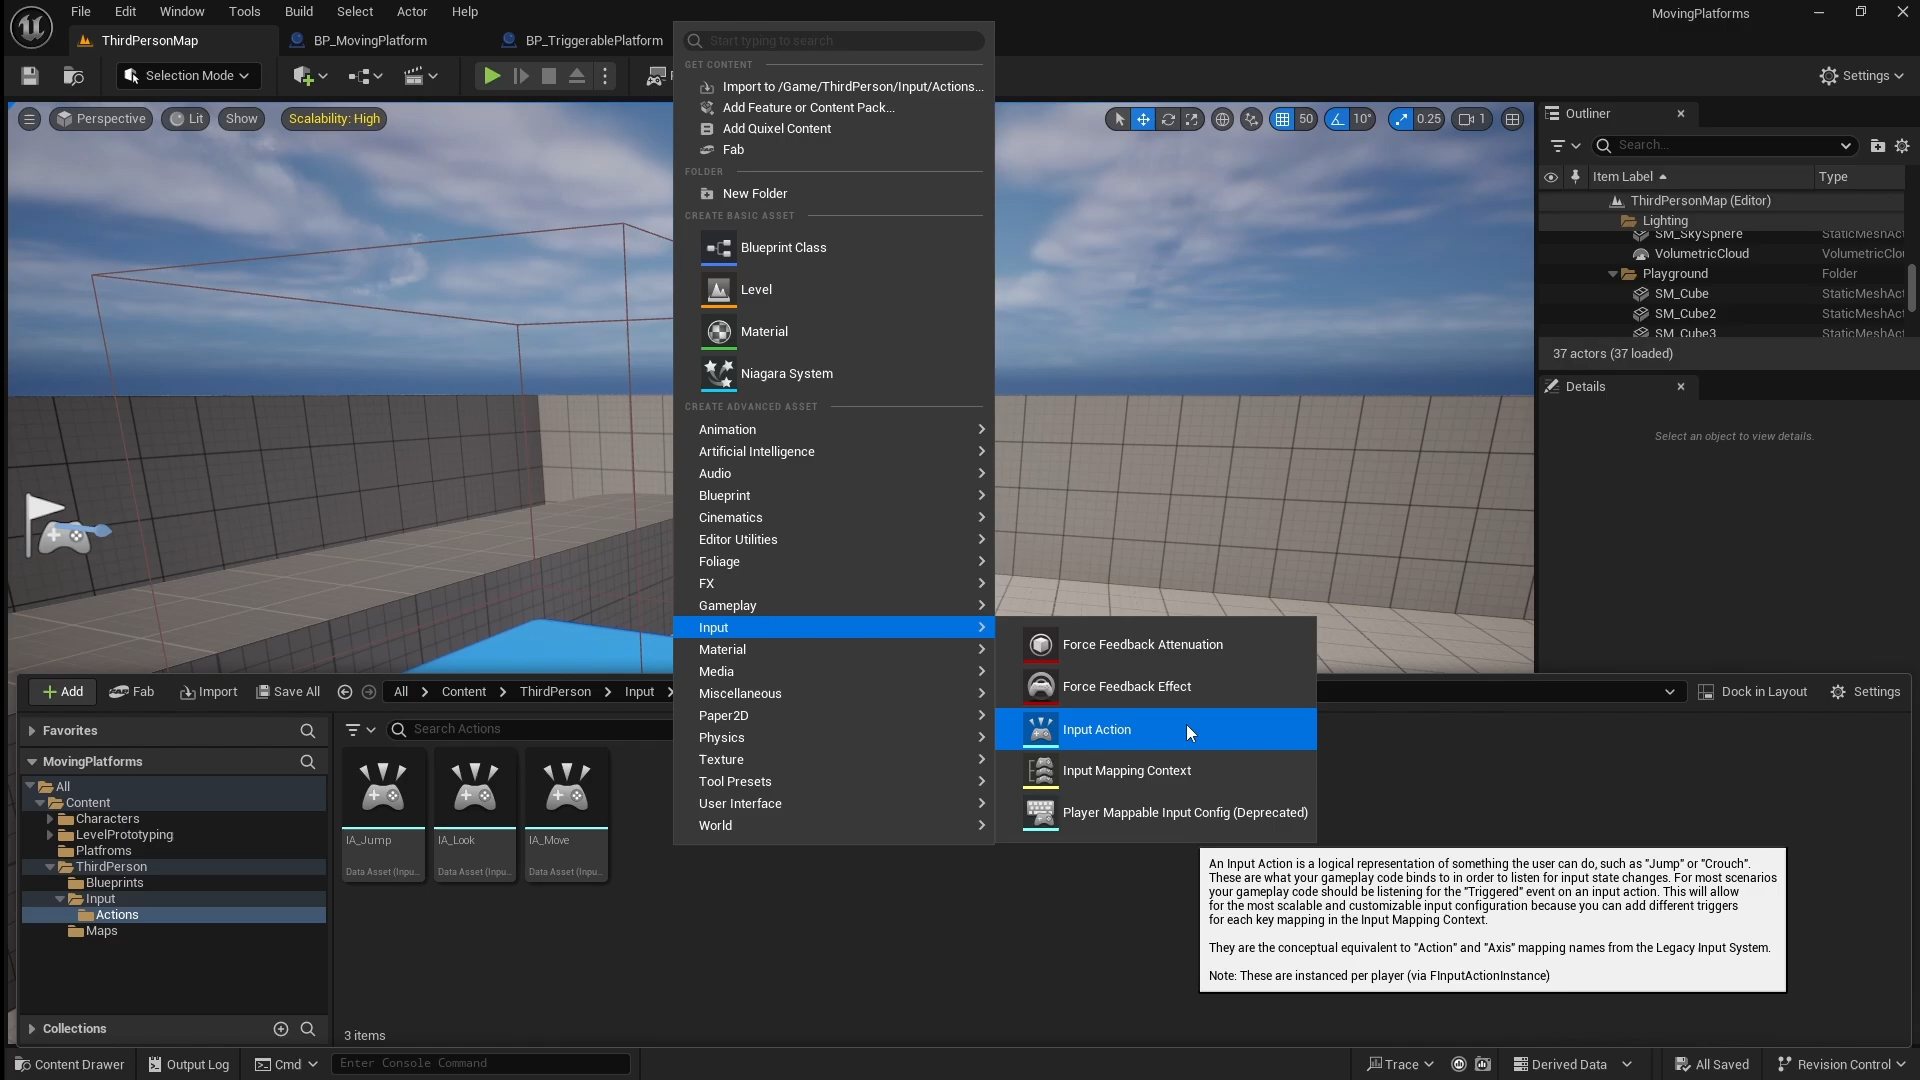 File Edit Window Tools Build Select Actor Help
MovingPlatforms
ThirdPersonMap
BP_MovingPlatform
BP_TriggerablePlatform
Selection Mode
Settings
Perspective
Lit
Show
Scalability: High
50
10°
0.25
1
Start typing to search
GET CONTENT
Import to /Game/ThirdPerson/Input/Actions...
Add Feature or Content Pack...
Add Quixel Content
Fab
FOLDER
New Folder
CREATE BASIC ASSET
Blueprint Class
Level
Material
Niagara System
CREATE ADVANCED ASSET
Animation
Artificial Intelligence
Audio
Blueprint
Cinematics
Editor Utilities
Foliage
FX
Gameplay
Input
Material
Media
Miscellaneous
Paper2D
Physics
Texture
Tool Presets
User Interface
World
Force Feedback Attenuation
Force Feedback Effect
Input Action
Input Mapping Context
Player Mappable Input Config (Deprecated)
An Input Action is a logical representation of something the user can do, such as "Jump" or "Crouch".
These are what your gameplay code binds to in order to listen for input state changes. For most scenarios
your gameplay code should be listening for the "Triggered" event on an input action. This will allow
for the most scalable and customizable input configuration because you can add different triggers
for each key mapping in the Input Mapping Context.
They are the conceptual equivalent to "Action" and "Axis" mapping names from the Legacy Input System.
Note: These are instanced per player (via FInputActionInstance)
Outliner
Search...
Item Label Type
ThirdPersonMap (Editor)
Lighting
SM_SkySphere StaticMeshAct
VolumetricCloud VolumetricClou
Playground Folder
SM_Cube StaticMeshAct
SM_Cube2 StaticMeshAct
SM_Cube3 StaticMeshAct
37 actors (37 loaded)
Details
Select an object to view details.
Add Fab Import Save All
All Content ThirdPerson Input
Dock in Layout Settings
Favorites
Search Actions
MovingPlatforms
All
Content
Characters
LevelPrototyping
Platfroms
ThirdPerson
Blueprints
Input
Actions
Maps
Collections
IA_Jump
Data Asset (Inpu...
IA_Look
Data Asset (Inpu...
IA_Move
Data Asset (Inpu...
3 items
Content Drawer Output Log Cmd Enter Console Command
Trace Derived Data All Saved Revision Control